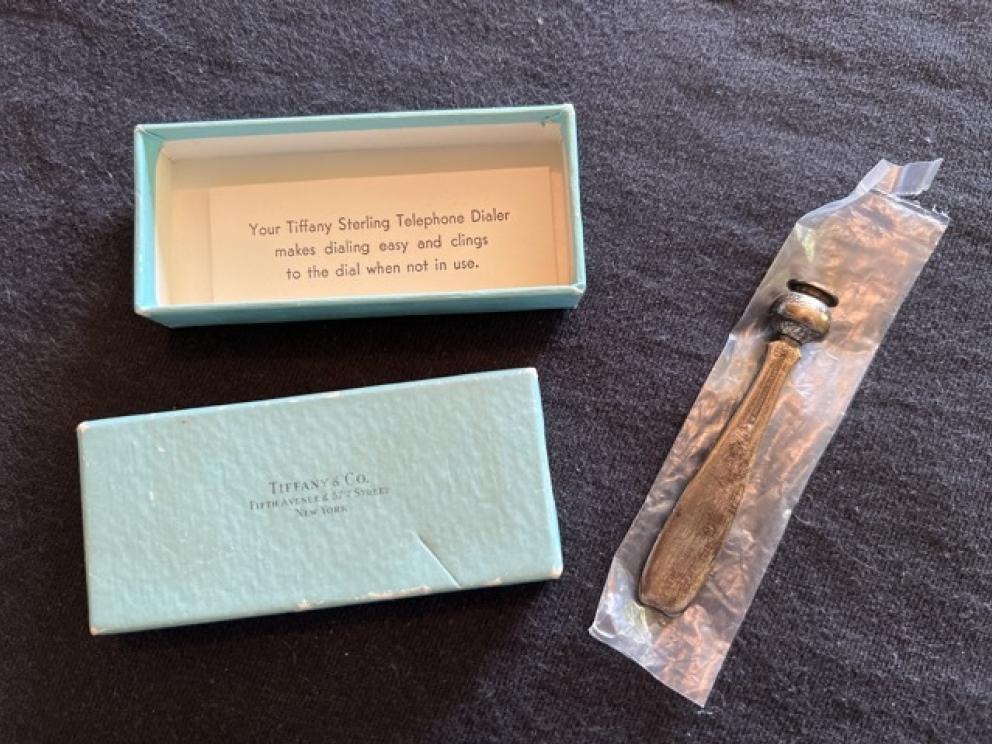 Your Tiffany Sterling Telephone Dialer
makes dialing easy and clings
to the dial when not in use.
TIFFANY & CO.
FIFTH AVENUE & 57TH STREET
NEW YORK